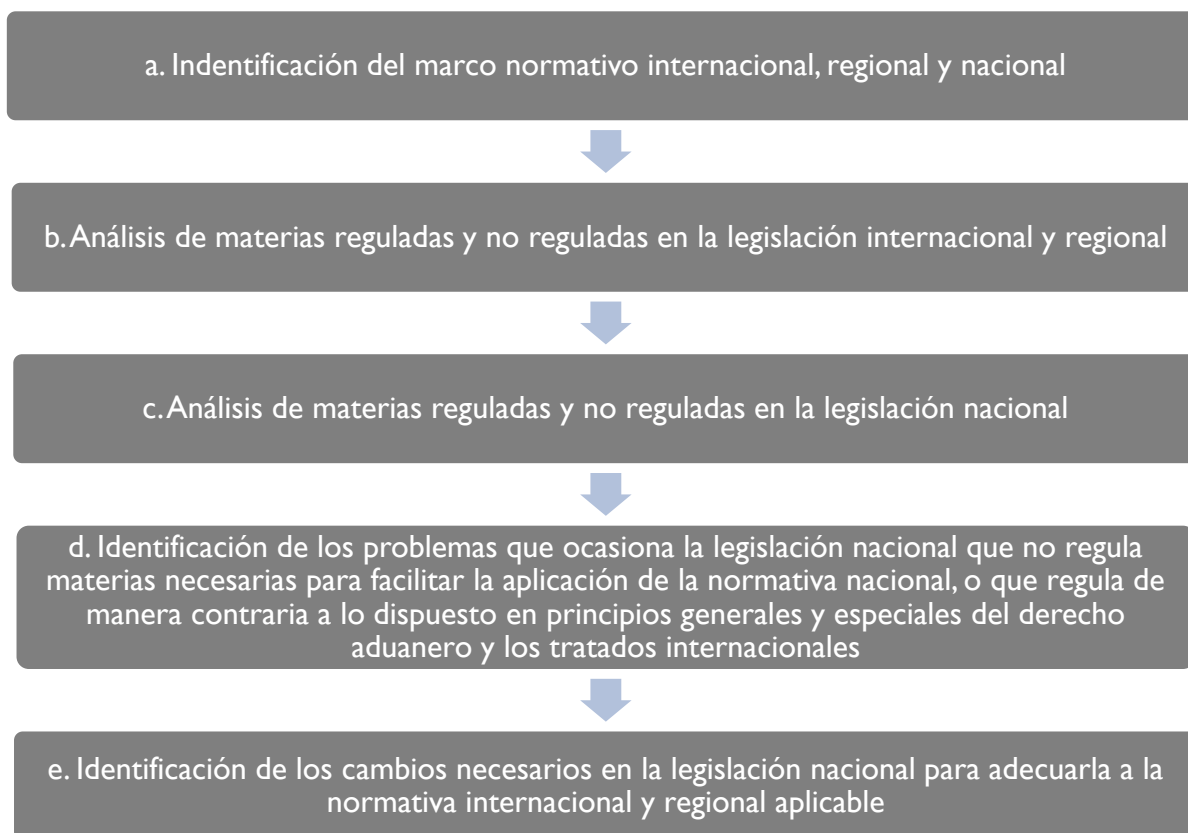 a. Indentificación del marco normativo internacional, regional y nacional
b. Análisis de materias reguladas y no reguladas en la legislación internacional y regional
c. Análisis de materias reguladas y no reguladas en la legislación nacional
d. Identificación de los problemas que ocasiona la legislación nacional que no regula
materias necesarias para facilitar la aplicación de la normativa nacional, o que regula de
manera contraria a lo dispuesto en principios generales y especiales del derecho
aduanero y los tratados internacionales
e. Identificación de los cambios necesarios en la legislación nacional para adecuarla a la
normativa internacional y regional aplicable